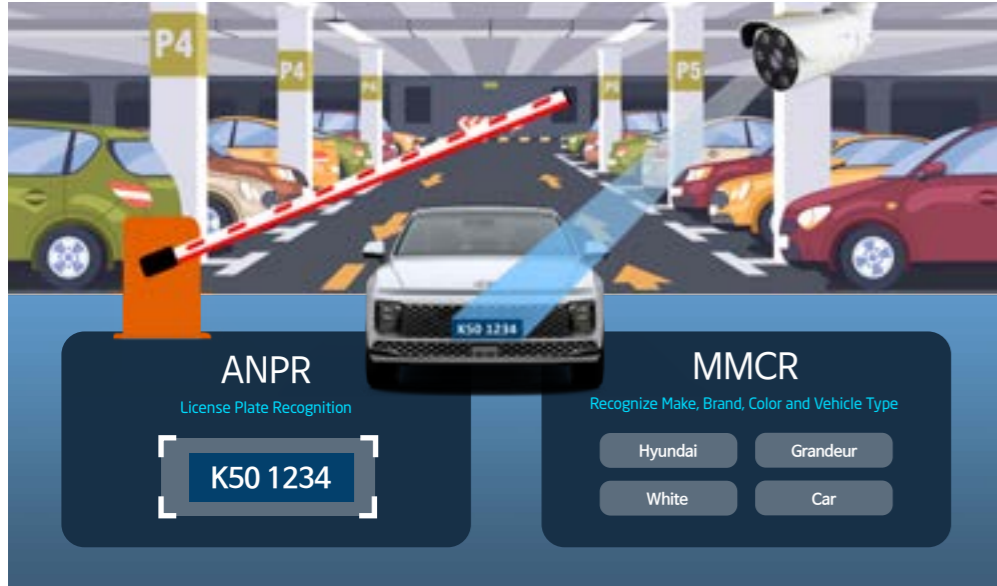 P4
P4
P4
P5
K50 1234
ANPR
License Plate Recognition
K50 1234
MMCR
Recognize Make, Brand, Color and Vehicle Type
Hyundai
Grandeur
White
Car